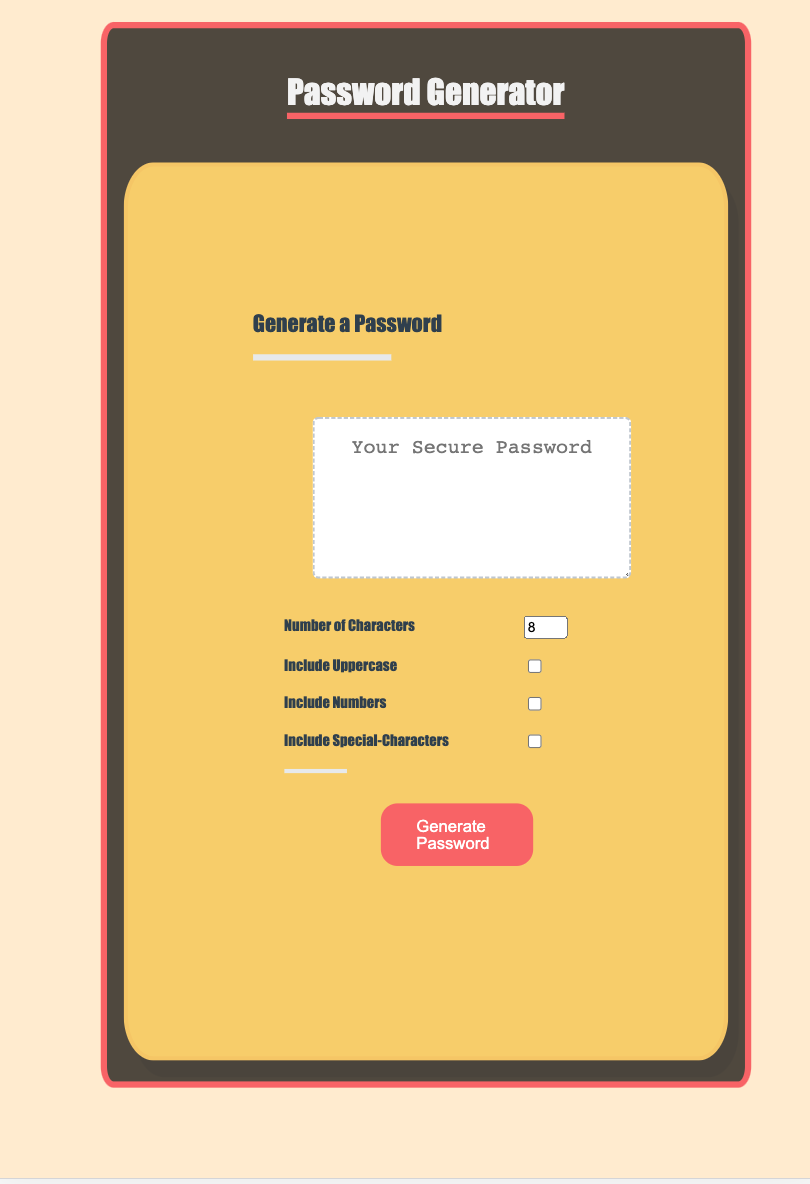 Password Generator
Generate a Password
Your Secure Password
Number of Characters 8
Include Uppercase
Include Numbers
Include Special-Characters
Generate
Password